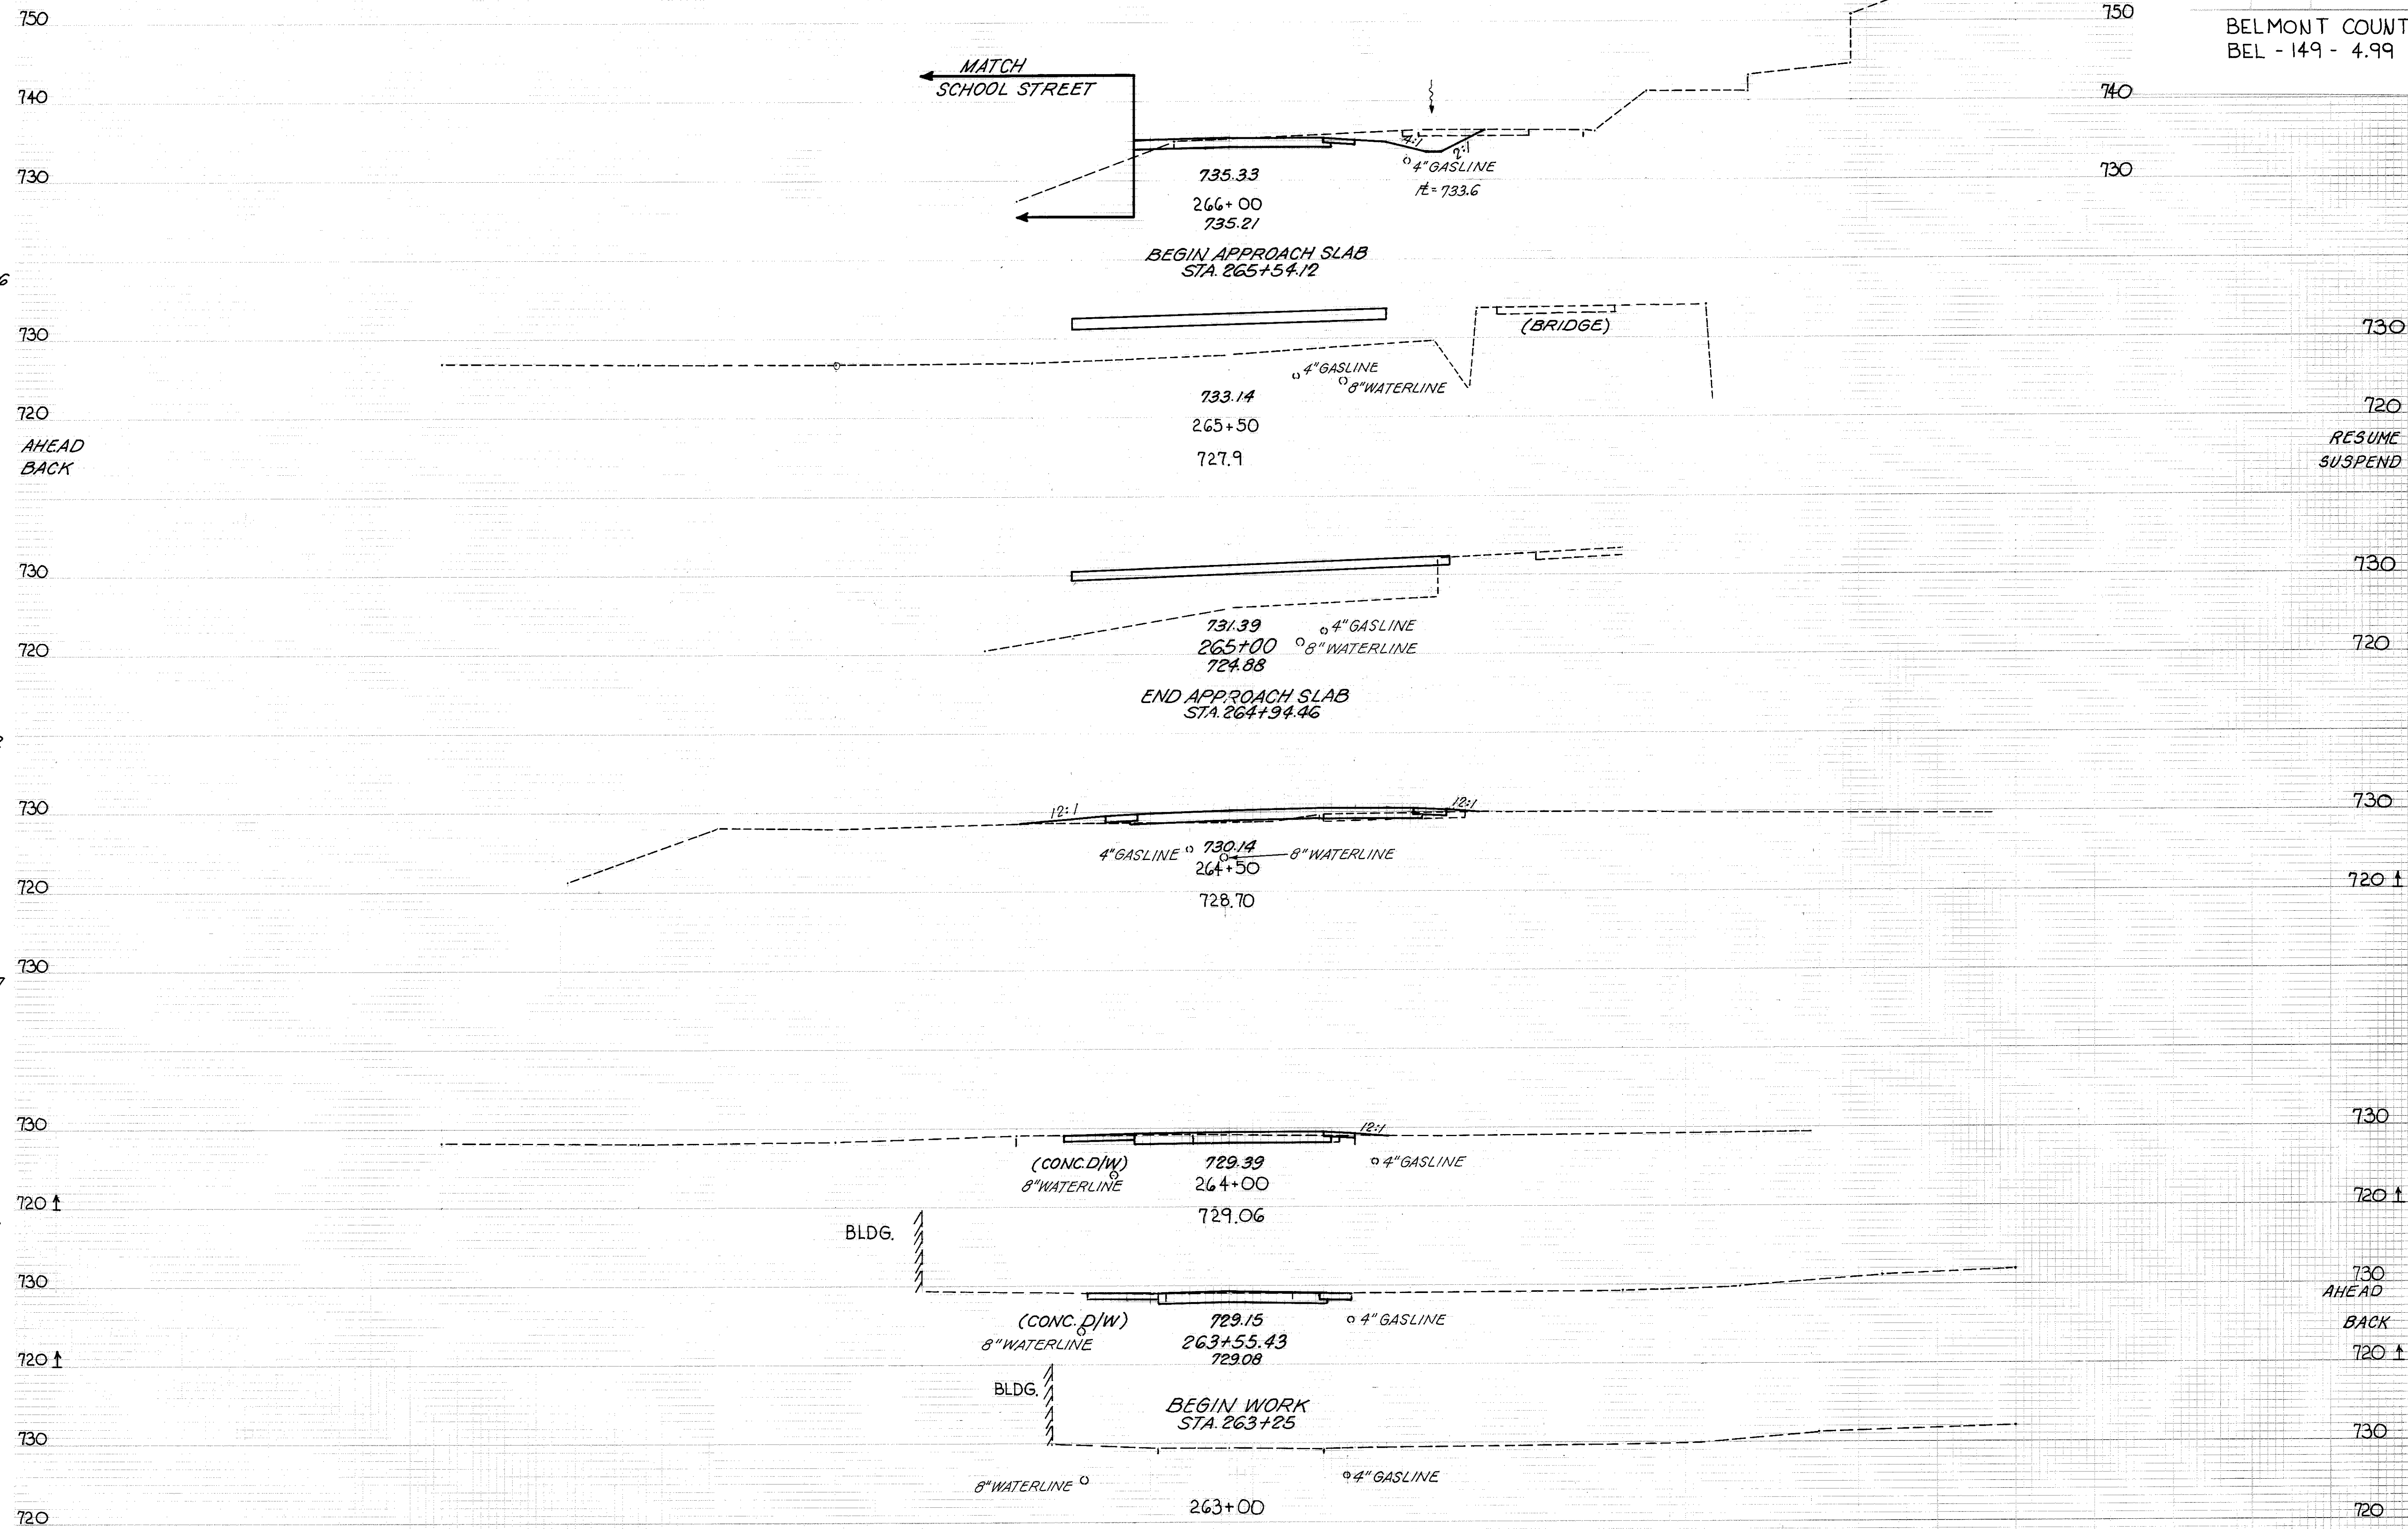 750
750
BELMONT COUNT
BEL - 149 - 4.99
MATCH
SCHOOL STREET
740
740
4:1
2:1
4" GASLINE
730
735.33
730
266+00
735.21
BEGIN APPROACH SLAB
STA. 265+54.12
6
(BRIDGE)
730
730
4" GASLINE
8" WATERLINE
733.14
720
720
265+50
AHEAD
RESUME
BACK
727.9
SUSPEND
730
730
731.39
4" GASLINE
720
265+00
8" WATERLINE
720
724.88
END APPROACH SLAB
STA. 264+94.46
730
12:1
12:1
730
4" GASLINE
730.14
8" WATERLINE
264+50
720
720
728.70
730
7
730
12:1
730
(CONC. D/W)
729.39
4" GASLINE
8" WATERLINE
264+00
720
720
729.06
BLDG.
730
730
AHEAD
(CONC. D/W)
729.15
4" GASLINE
BACK
8" WATERLINE
263+55.43
720
729.08
720
BLDG.
BEGIN WORK
STA. 263+25
730
730
8" WATERLINE
4" GASLINE
263+00
720
720